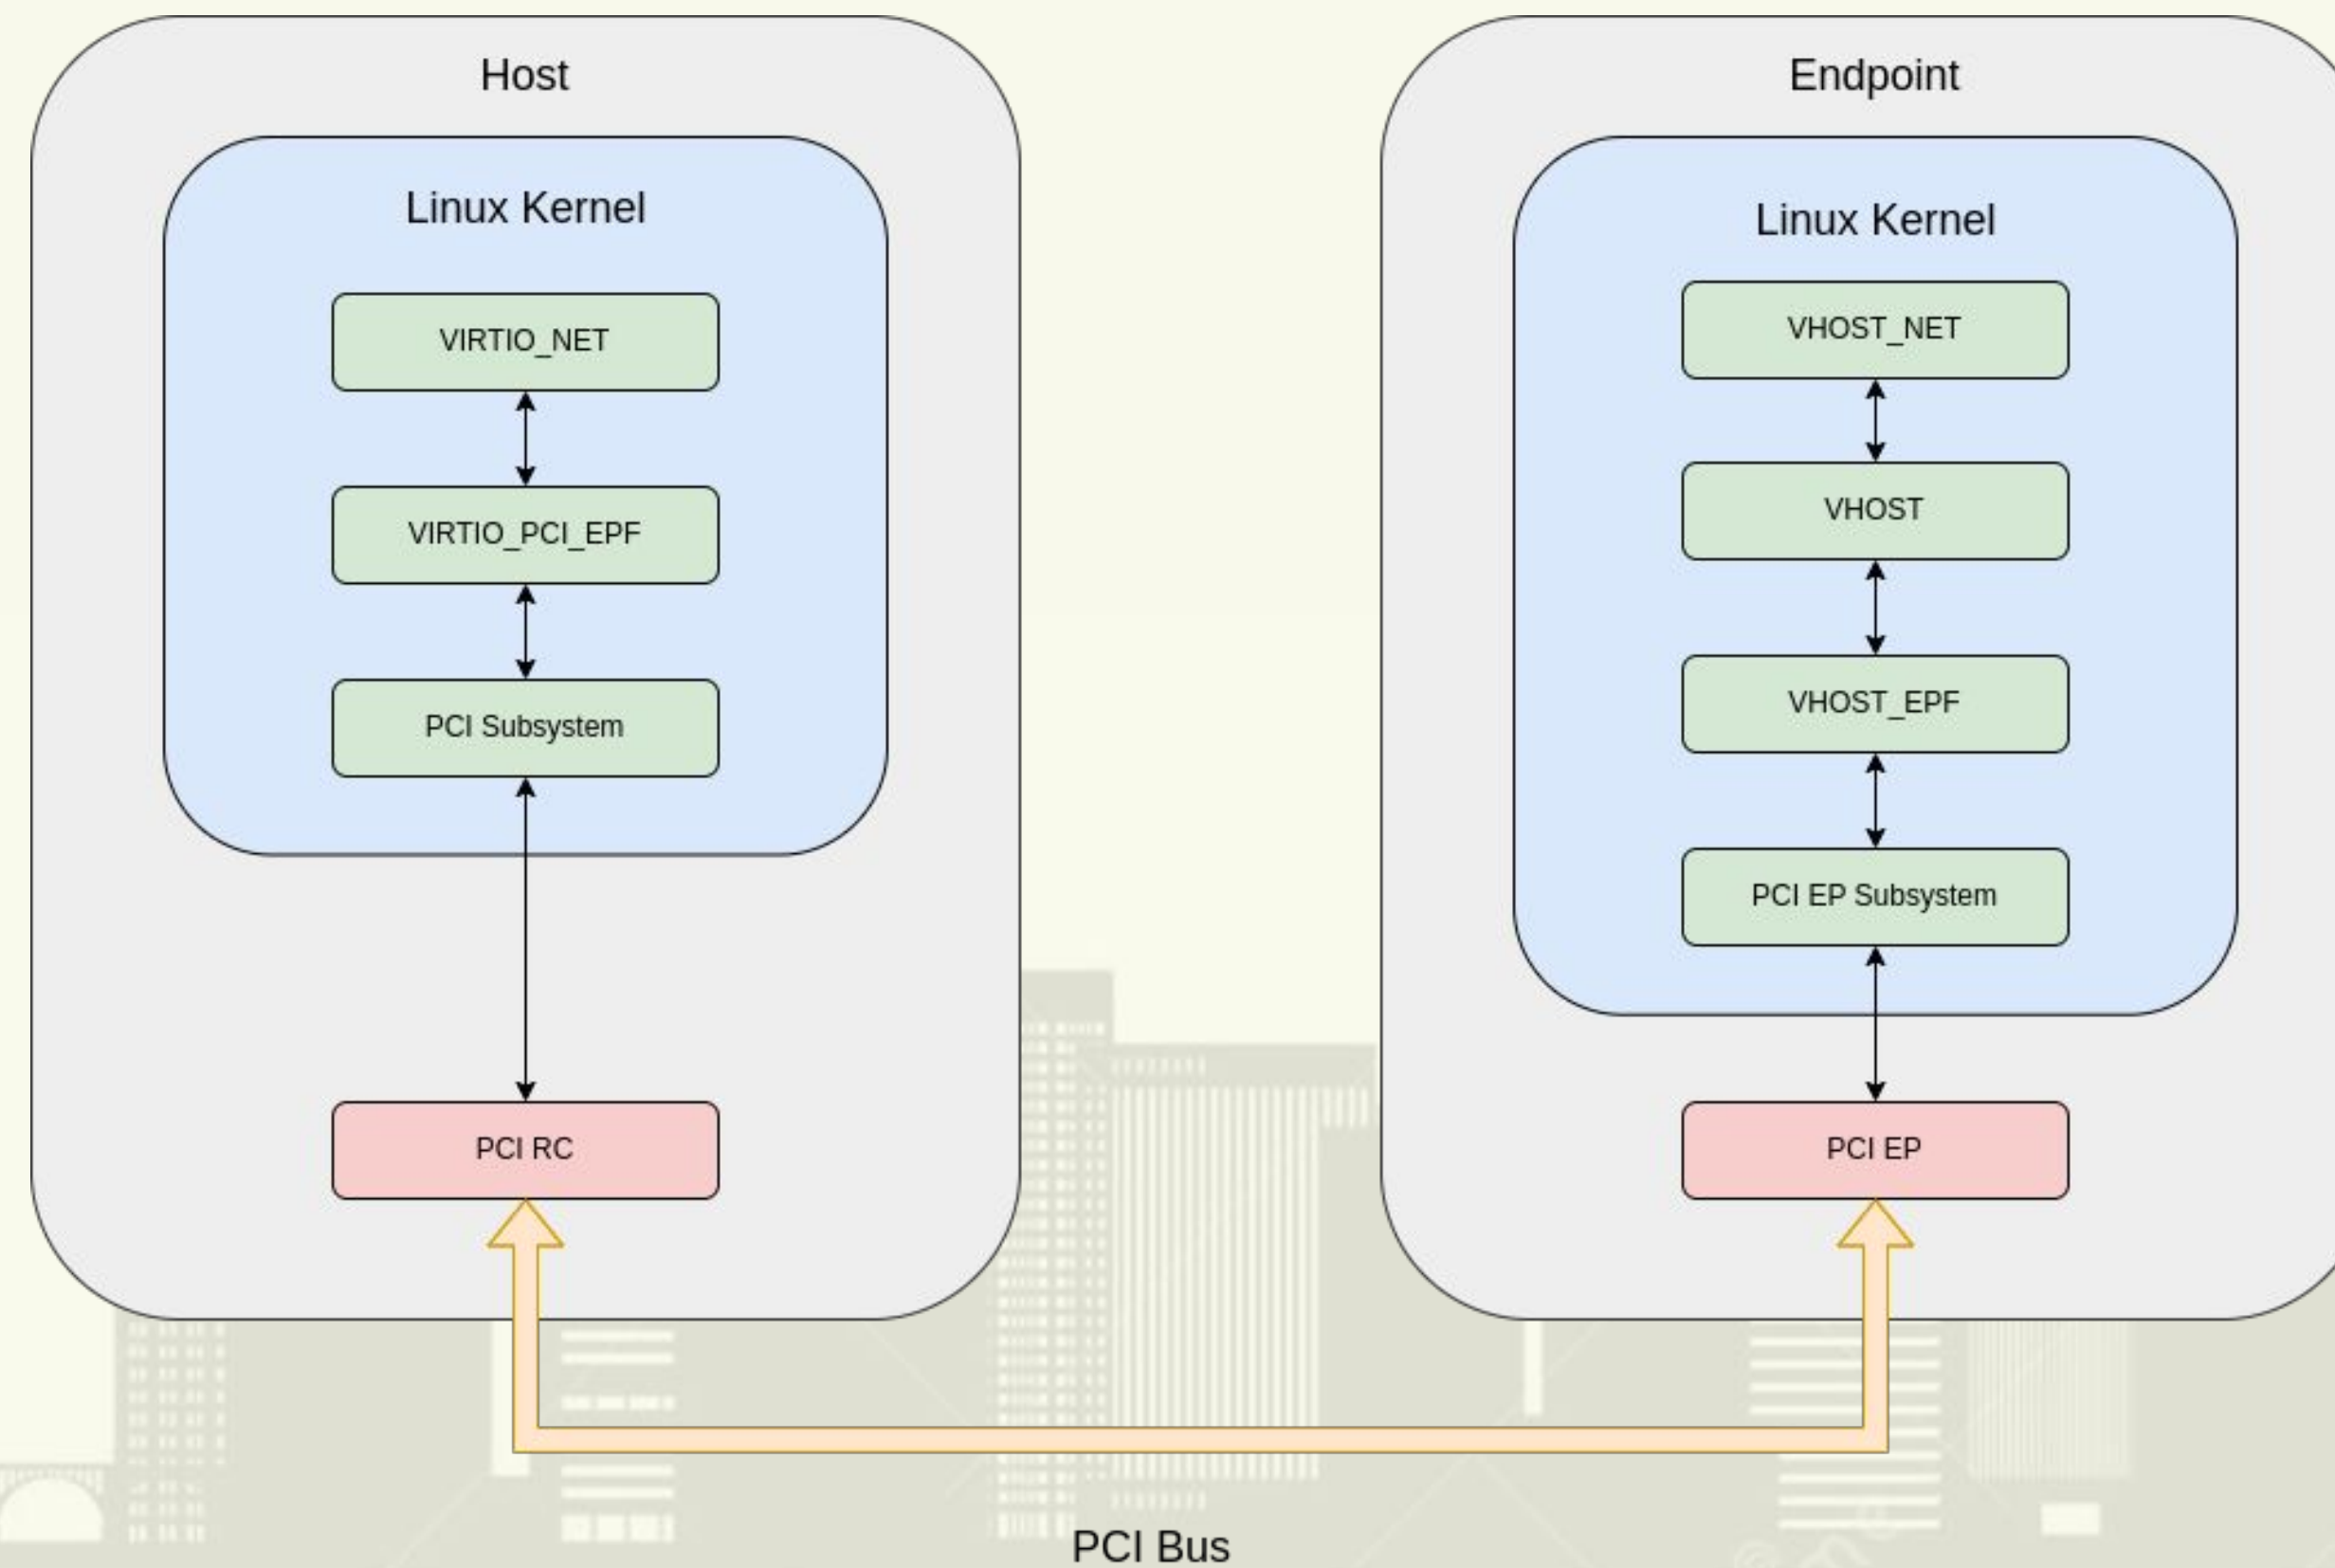 Host
Linux Kernel
VIRTIO_NET
VIRTIO_PCI_EPF
PCI Subsystem
PCI RC
Endpoint
Linux Kernel
VHOST_NET
VHOST
VHOST_EPF
PCI EP Subsystem
PCI EP
PCI Bus